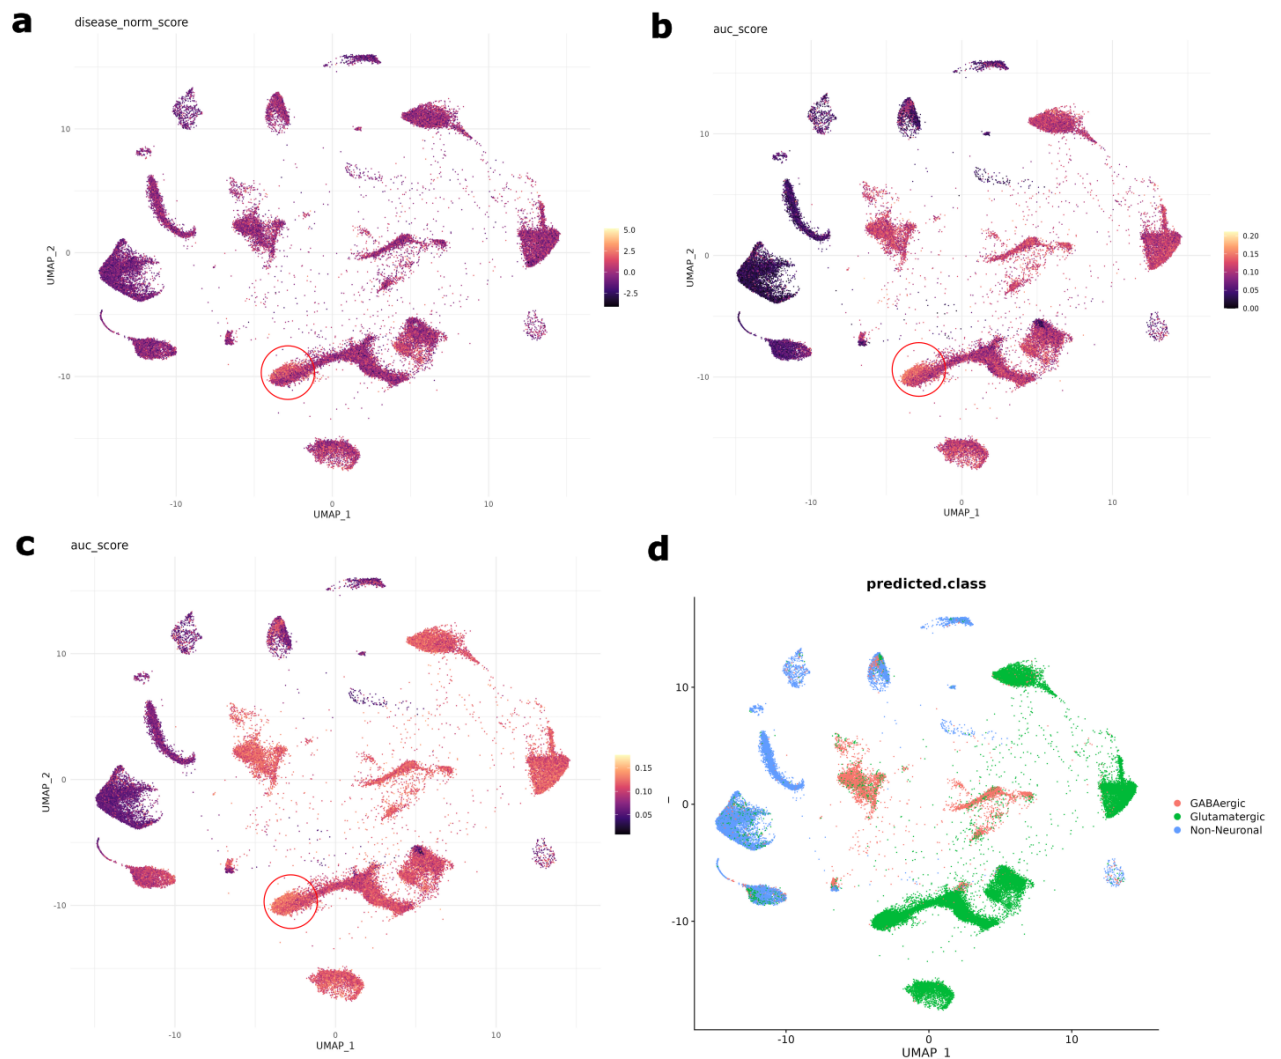 a
disease_norm_score
10
0
-10
UMAP_2
-10
0
10
UMAP_1
5.0
2.5
0.0
-2.5
b
auc_score
10
0
-10
UMAP_2
-10
0
10
UMAP_1
0.20
0.15
0.10
0.05
0.00
c
auc_score
10
0
-10
UMAP_2
-10
0
10
UMAP_1
0.15
0.10
0.05
d
predicted.class
10
0
-10
-10
0
10
UMAP_1
GABAergic
Glutamatergic
Non-Neuronal